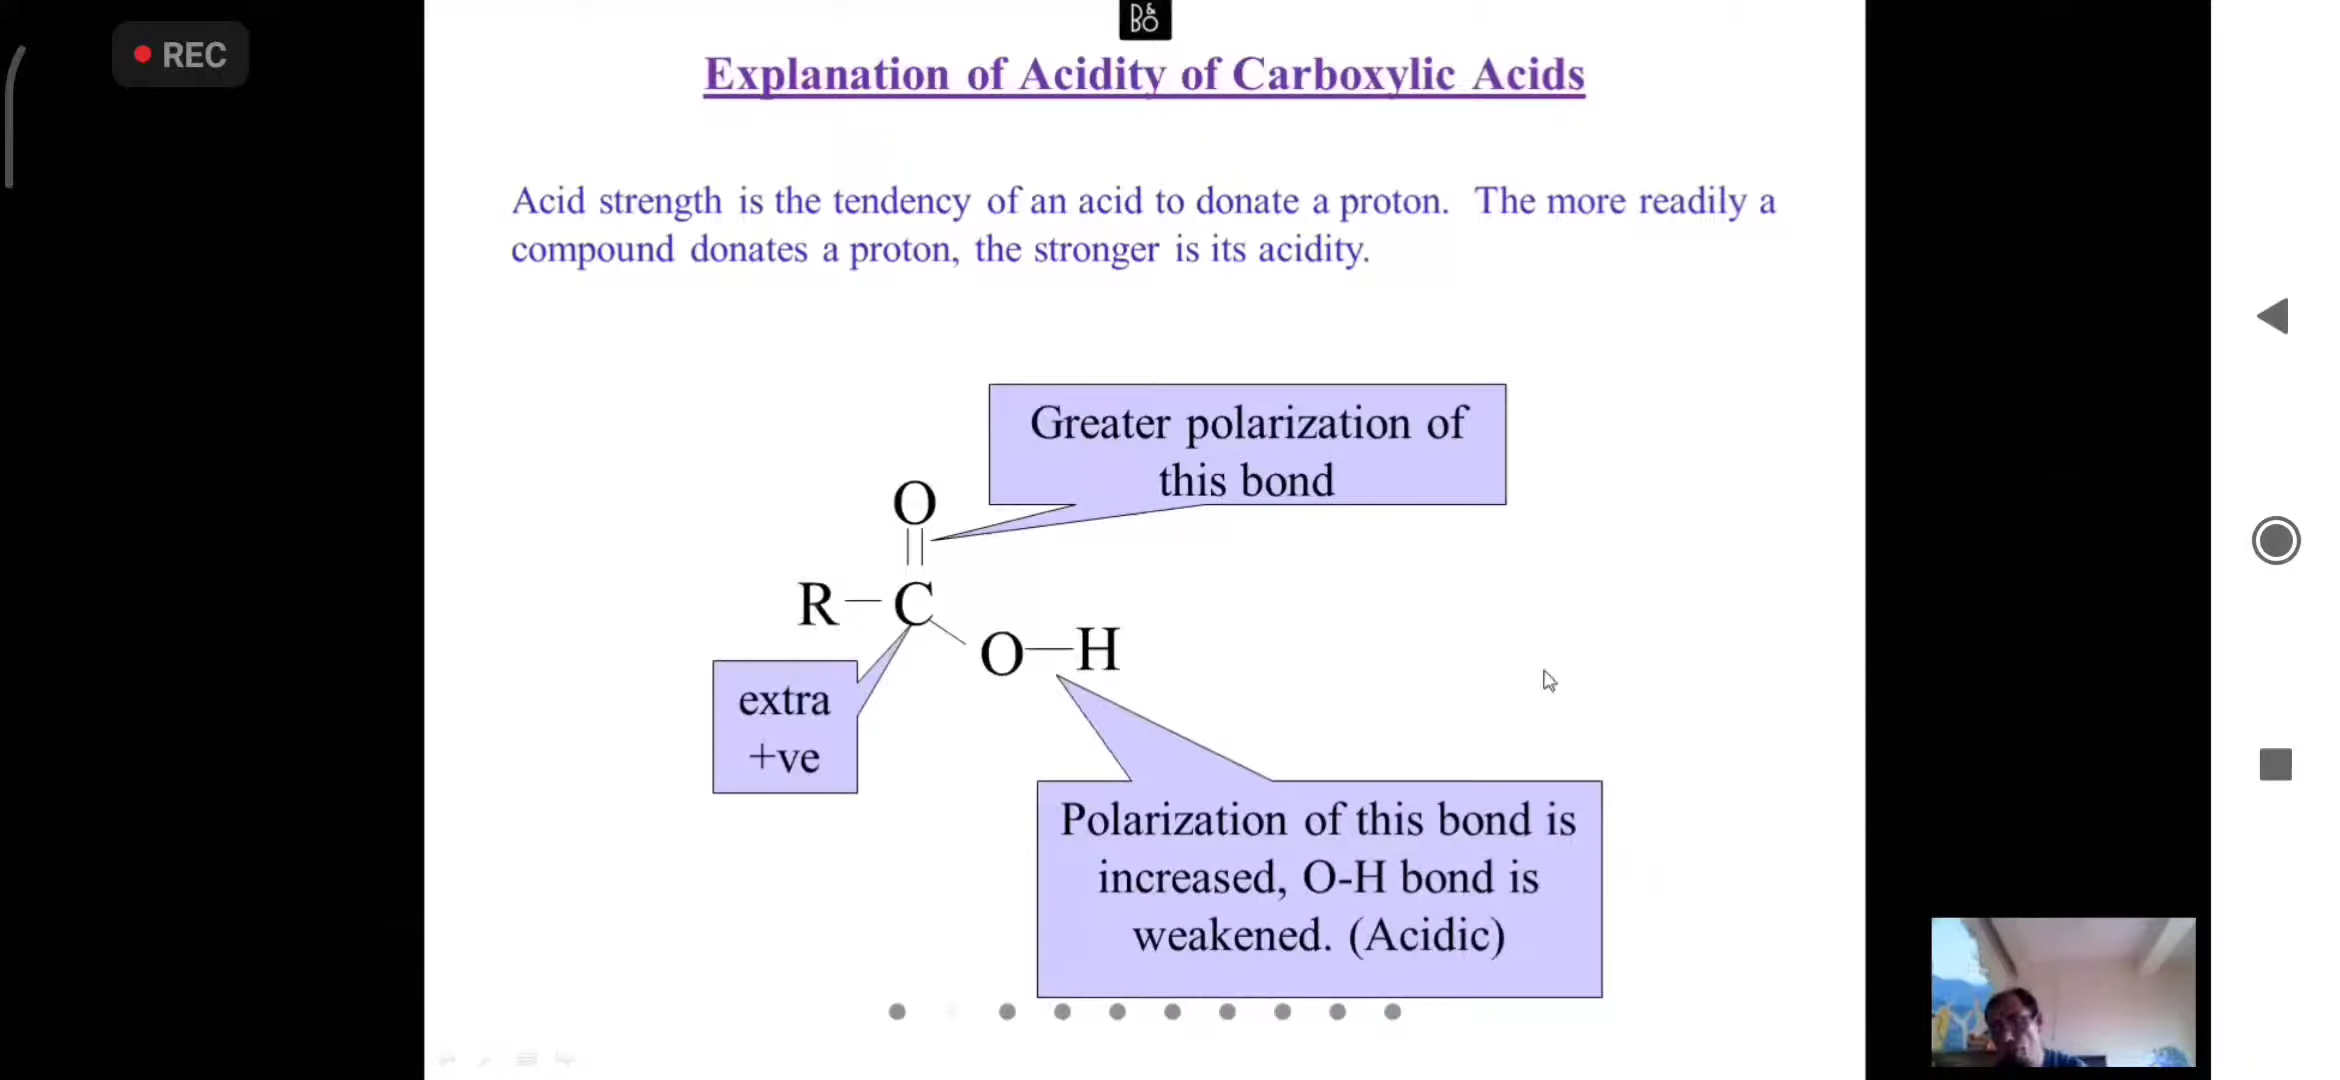 B&O
REC
Explanation of Acidity of Carboxylic Acids
Acid strength is the tendency of an acid to donate a proton. The more readily a
compound donates a proton, the stronger is its acidity.
Greater polarization of
this bond
O
R C
O H
extra
+ve
Polarization of this bond is
increased, O-H bond is
weakened. (Acidic)